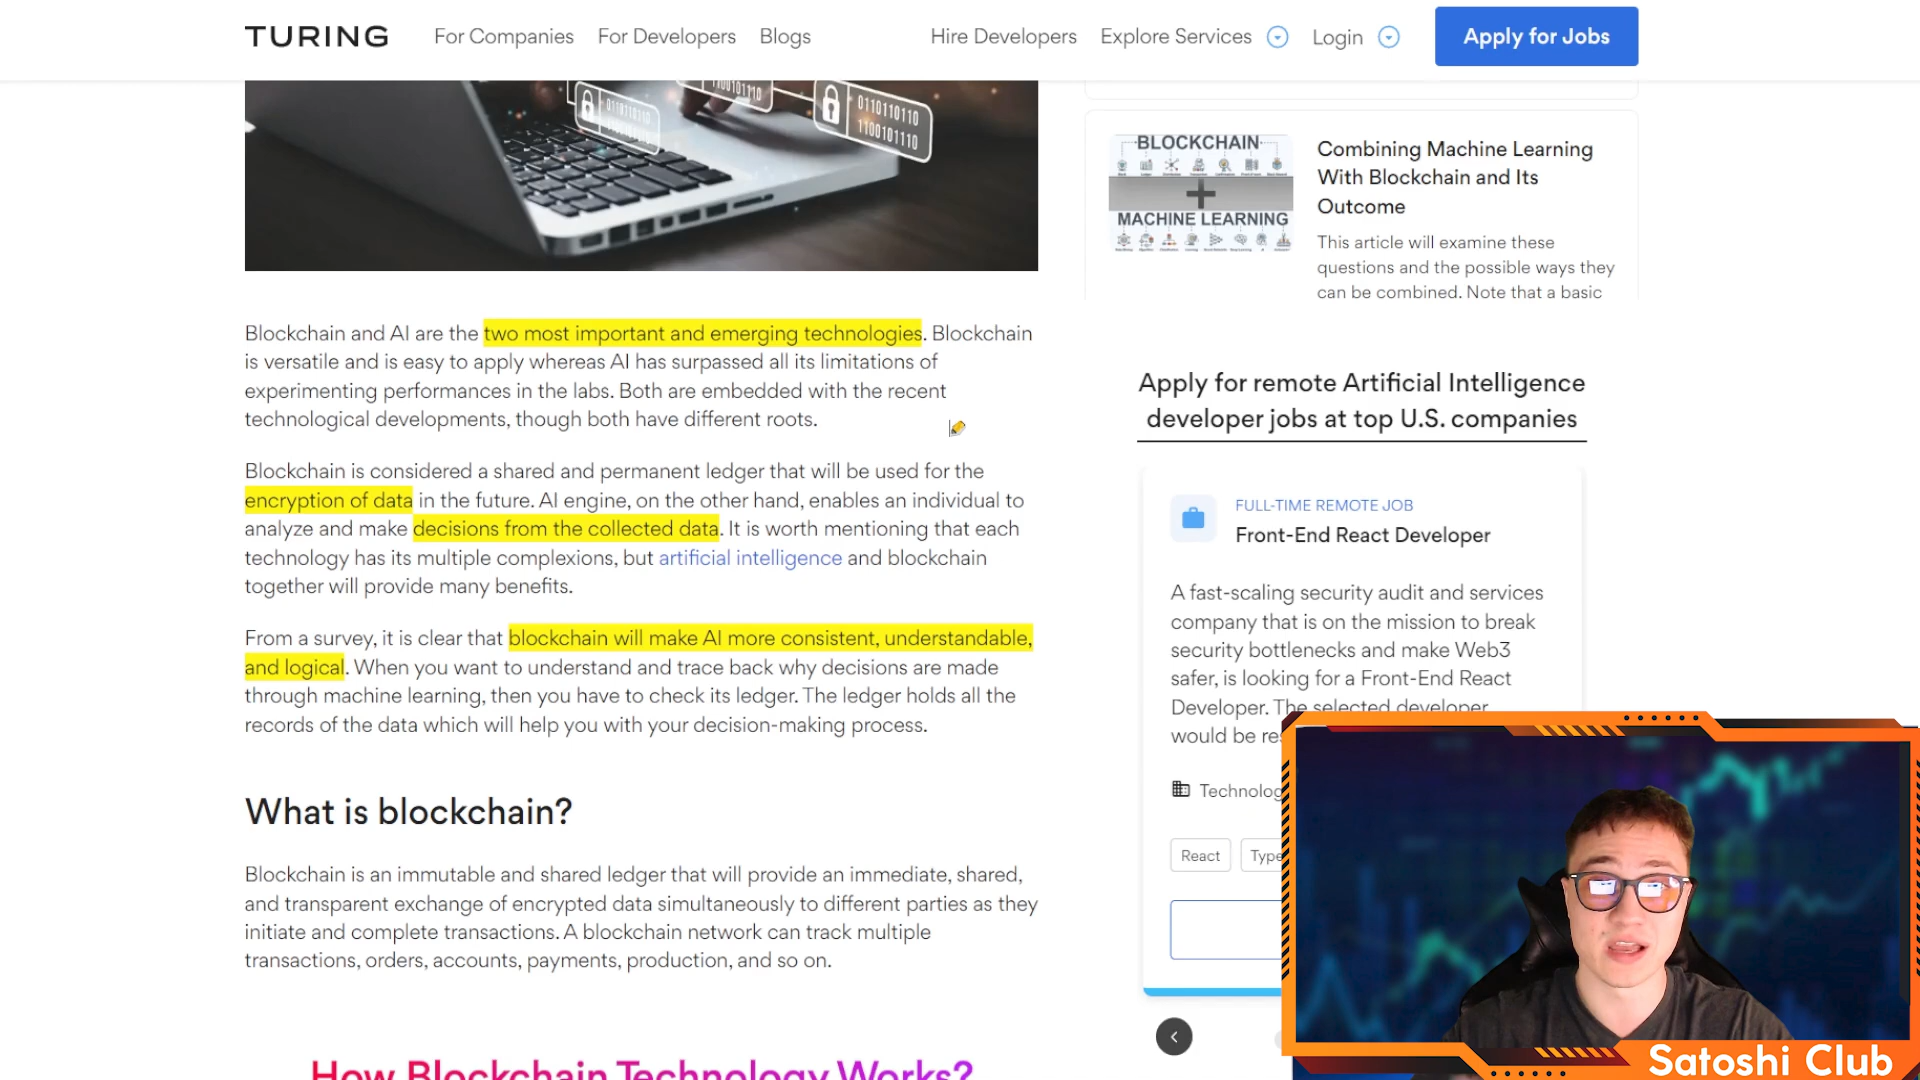 TURING
For Companies
For Developers
Blogs
Hire Developers
Explore Services
Login
Apply for Jobs
0110110110
1100101110
BLOCKCHAIN
MACHINE LEARNING
Combining Machine Learning
With Blockchain and Its
Outcome
This article will examine these
questions and the possible ways they
can be combined. Note that a basic
Blockchain and AI are the two most important and emerging technologies. Blockchain
is versatile and is easy to apply whereas AI has surpassed all its limitations of
experimenting performances in the labs. Both are embedded with the recent
technological developments, though both have different roots.
Blockchain is considered a shared and permanent ledger that will be used for the
encryption of data in the future. AI engine, on the other hand, enables an individual to
analyze and make decisions from the collected data. It is worth mentioning that each
technology has its multiple complexions, but artificial intelligence and blockchain
together will provide many benefits.
From a survey, it is clear that blockchain will make AI more consistent, understandable,
and logical. When you want to understand and trace back why decisions are made
through machine learning, then you have to check its ledger. The ledger holds all the
records of the data which will help you with your decision-making process.
What is blockchain?
Blockchain is an immutable and shared ledger that will provide an immediate, shared,
and transparent exchange of encrypted data simultaneously to different parties as they
initiate and complete transactions. A blockchain network can track multiple
transactions, orders, accounts, payments, production, and so on.
How Blockchain Technology Works?
Apply for remote Artificial Intelligence
developer jobs at top U.S. companies
FULL-TIME REMOTE JOB
Front-End React Developer
A fast-scaling security audit and services
company that is on the mission to break
security bottlenecks and make Web3
safer, is looking for a Front-End React
Developer. The selected developer
would be res
Technolog
React
Type
Satoshi Club